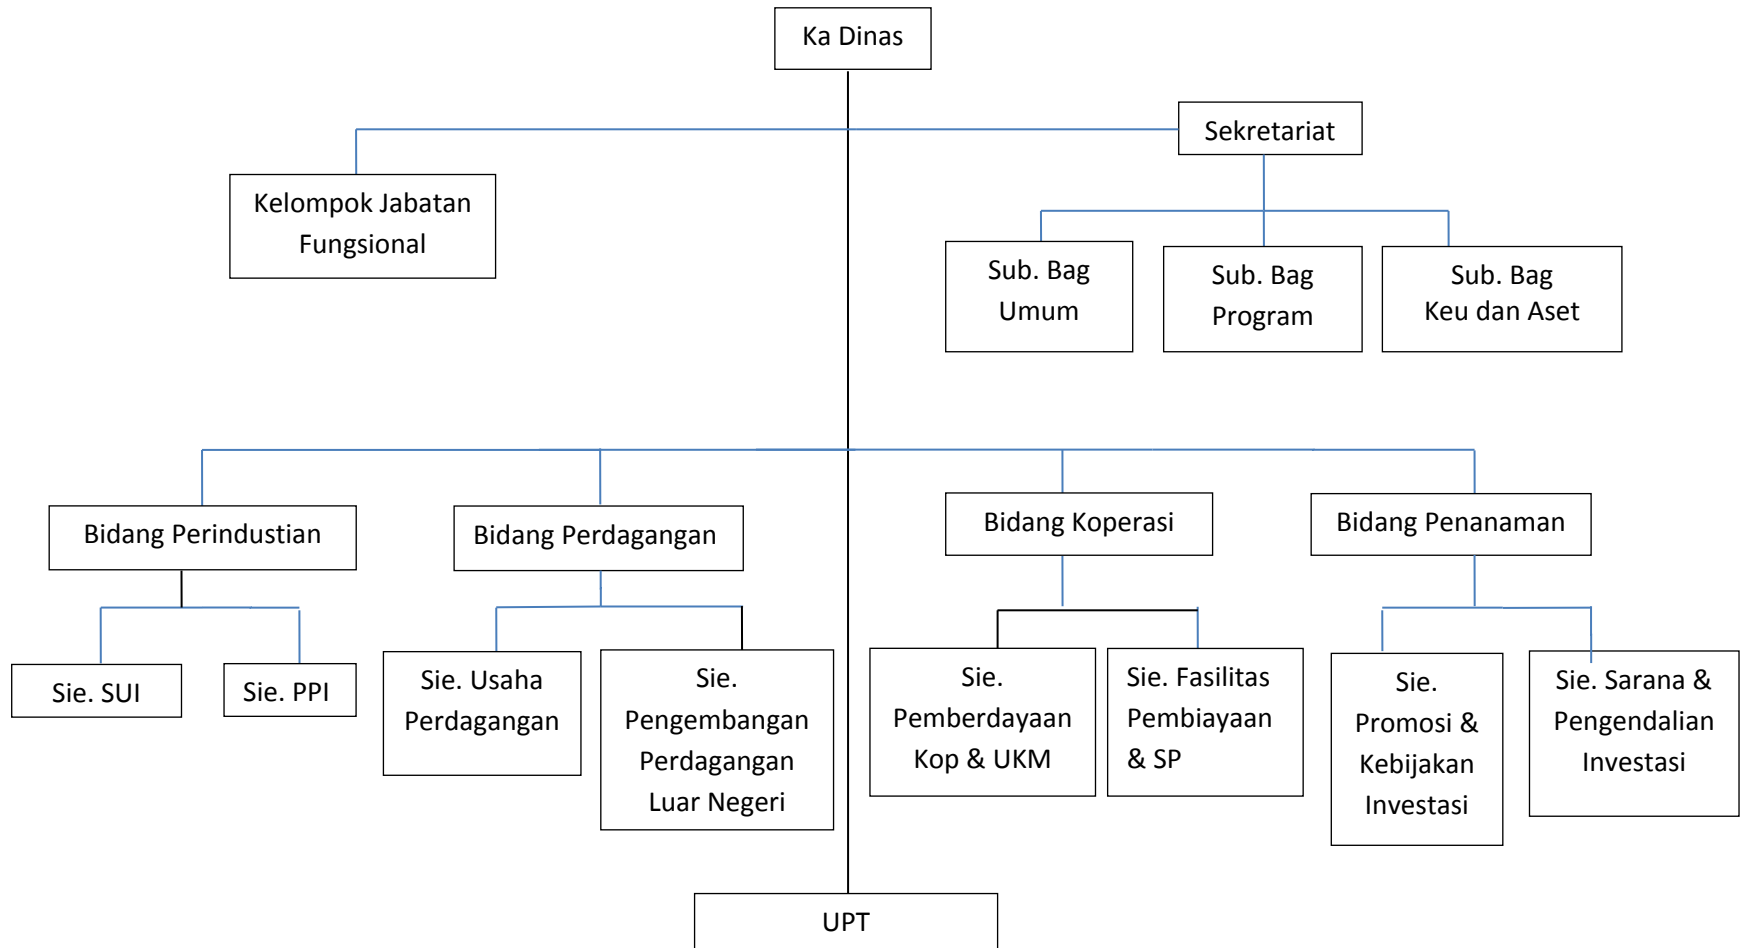 Ka Dinas
Sekretariat
Kelompok Jabatan
Fungsional
Sub. Bag
Umum
Sub. Bag
Program
Sub. Bag
Keu dan Aset
Bidang Perindustian
Bidang Perdagangan
Bidang Koperasi
Bidang Penanaman
Sie. SUI
Sie. PPI
Sie. Usaha
Perdagangan
Sie.
Pengembangan
Perdagangan
Luar Negeri
Sie.
Pemberdayaan
Kop & UKM
Sie. Fasilitas
Pembiayaan
& SP
Sie.
Promosi &
Kebijakan
Investasi
Sie. Sarana &
Pengendalian
Investasi
UPT